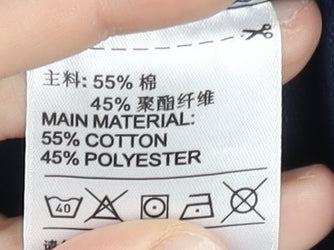 主料: 55% 棉
45% 聚酯纤维
MAIN MATERIAL:
55% COTTON
45% POLYESTER
40